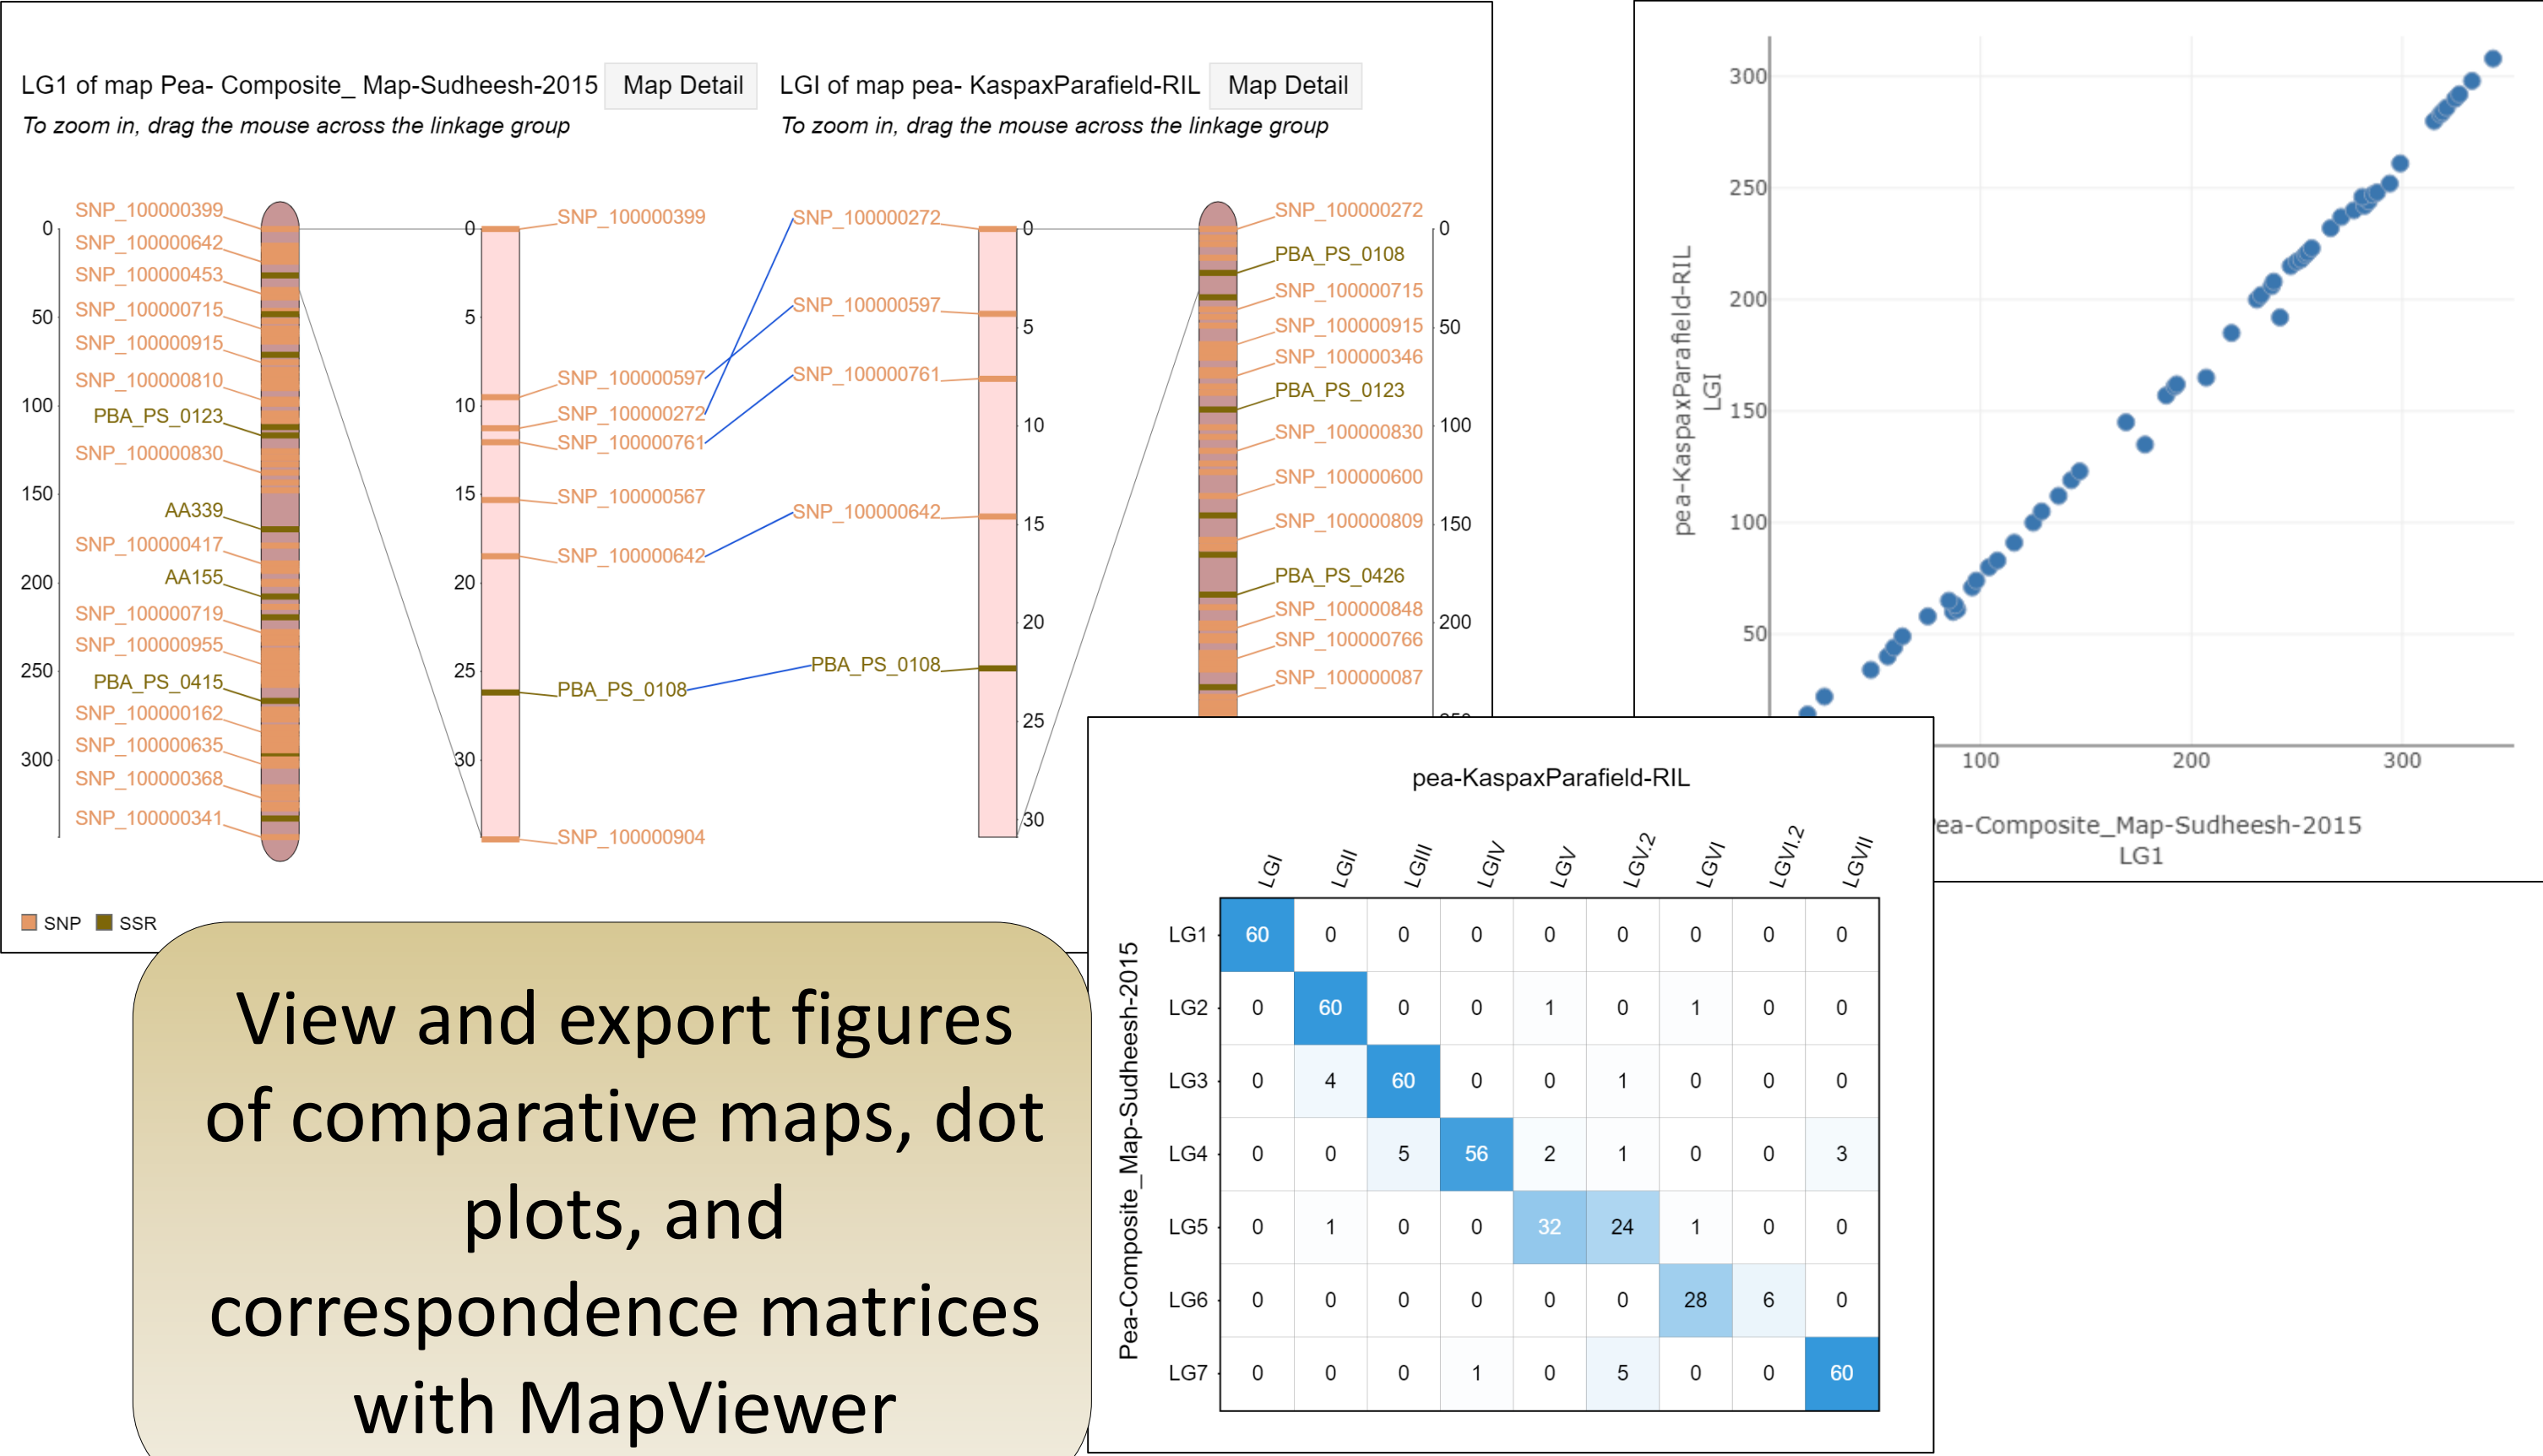 LG1 of map Pea- Composite_ Map-Sudheesh-2015
Map Detail
To zoom in, drag the mouse across the linkage group
LGI of map pea- KaspaxParafield-RIL
Map Detail
To zoom in, drag the mouse across the linkage group
0
50
100
150
200
250
300
SNP_100000399
SNP_100000642
SNP_100000453
SNP_100000715
SNP_100000915
SNP_100000810
PBA_PS_0123
SNP_100000830
AA339
SNP_100000417
AA155
SNP_100000719
SNP_100000955
PBA_PS_0415
SNP_100000162
SNP_100000635
SNP_100000368
SNP_100000341
0
5
10
15
20
25
30
SNP_100000399
SNP_100000597
SNP_100000272
SNP_100000761
SNP_100000567
SNP_100000642
PBA_PS_0108
SNP_100000904
SNP_100000272
SNP_100000597
SNP_100000761
SNP_100000642
PBA_PS_0108
0
5
10
15
20
25
30
SNP_100000272
PBA_PS_0108
SNP_100000715
SNP_100000915
SNP_100000346
PBA_PS_0123
SNP_100000830
SNP_100000600
SNP_100000809
PBA_PS_0426
SNP_100000848
SNP_100000766
SNP_100000087
0
50
100
150
200
SNP
SSR
300
250
200
150
100
50
pea-KaspaxParafield-RIL
LGI
100
200
300
ea-Composite_Map-Sudheesh-2015
LG1
View and export figures
of comparative maps, dot
plots, and
correspondence matrices
with MapViewer
pea-KaspaxParafield-RIL
LGI LGII LGIII LGIV LGV LGV.2 LGVI LGVI.2 LGVII
Pea-Composite_Map-Sudheesh-2015
LG1 60 0 0 0 0 0 0 0 0
LG2 0 60 0 0 1 0 1 0 0
LG3 0 4 60 0 0 1 0 0 0
LG4 0 0 5 56 2 1 0 0 3
LG5 0 1 0 0 32 24 1 0 0
LG6 0 0 0 0 0 0 28 6 0
LG7 0 0 0 1 0 5 0 0 60